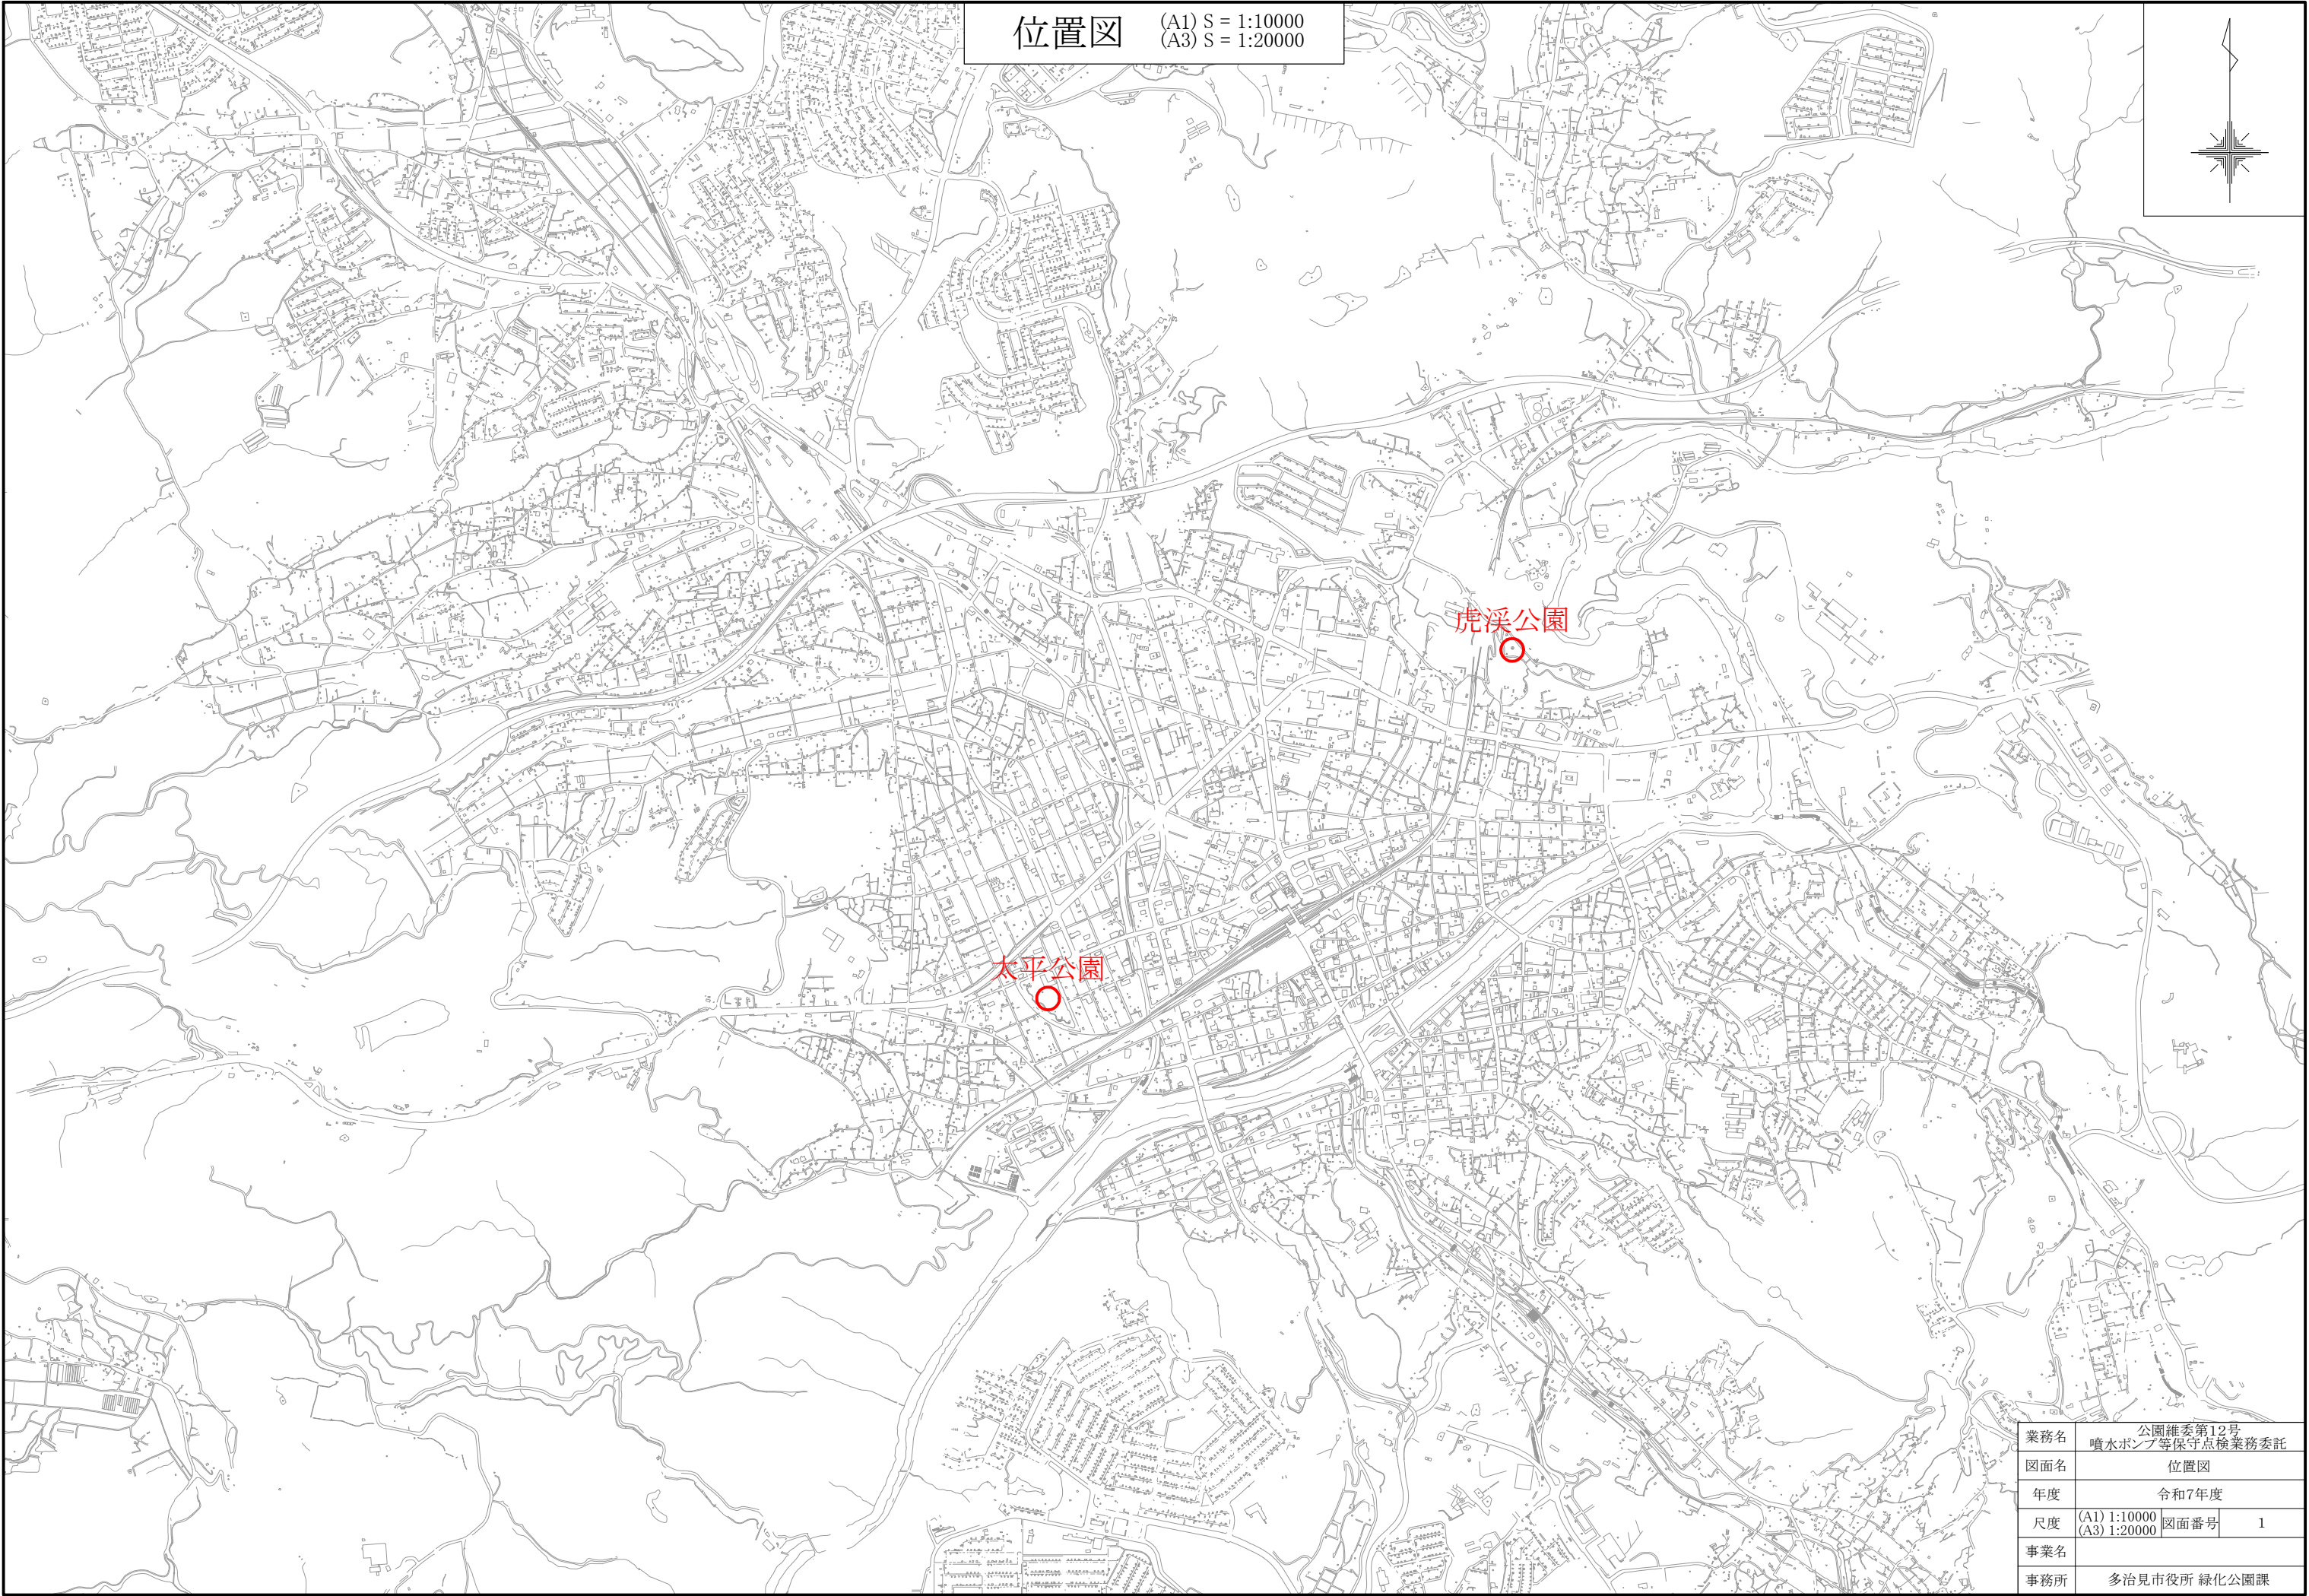 位置図
(A1) S = 1:10000
(A3) S = 1:20000
虎渓公園
太平公園
業務名 公園維委第12号
噴水ポンプ等保守点検業務委託
図面名 位置図
年度 令和7年度
尺度 (A1) 1:10000 図面番号 1
(A3) 1:20000
事業名
事務所 多治見市役所 緑化公園課